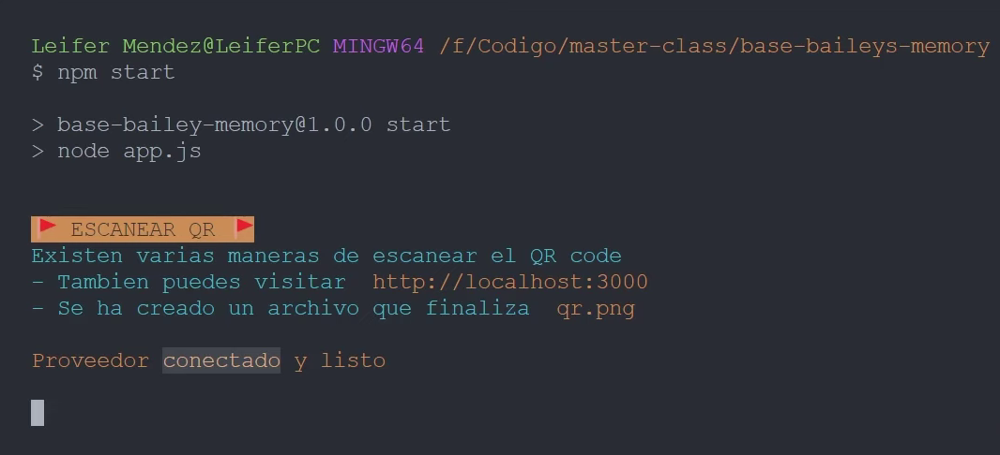 Leifer Mendez@LeiferPC MINGW64 /f/Codigo/master-class/base-baileys-memory
$ npm start
> base-bailey-memory@1.0.0 start
> node app.js
ESCANEAR QR
Existen varias maneras de escanear el QR code
- Tambien puedes visitar http://localhost:3000
- Se ha creado un archivo que finaliza qr.png
Proveedor conectado y listo